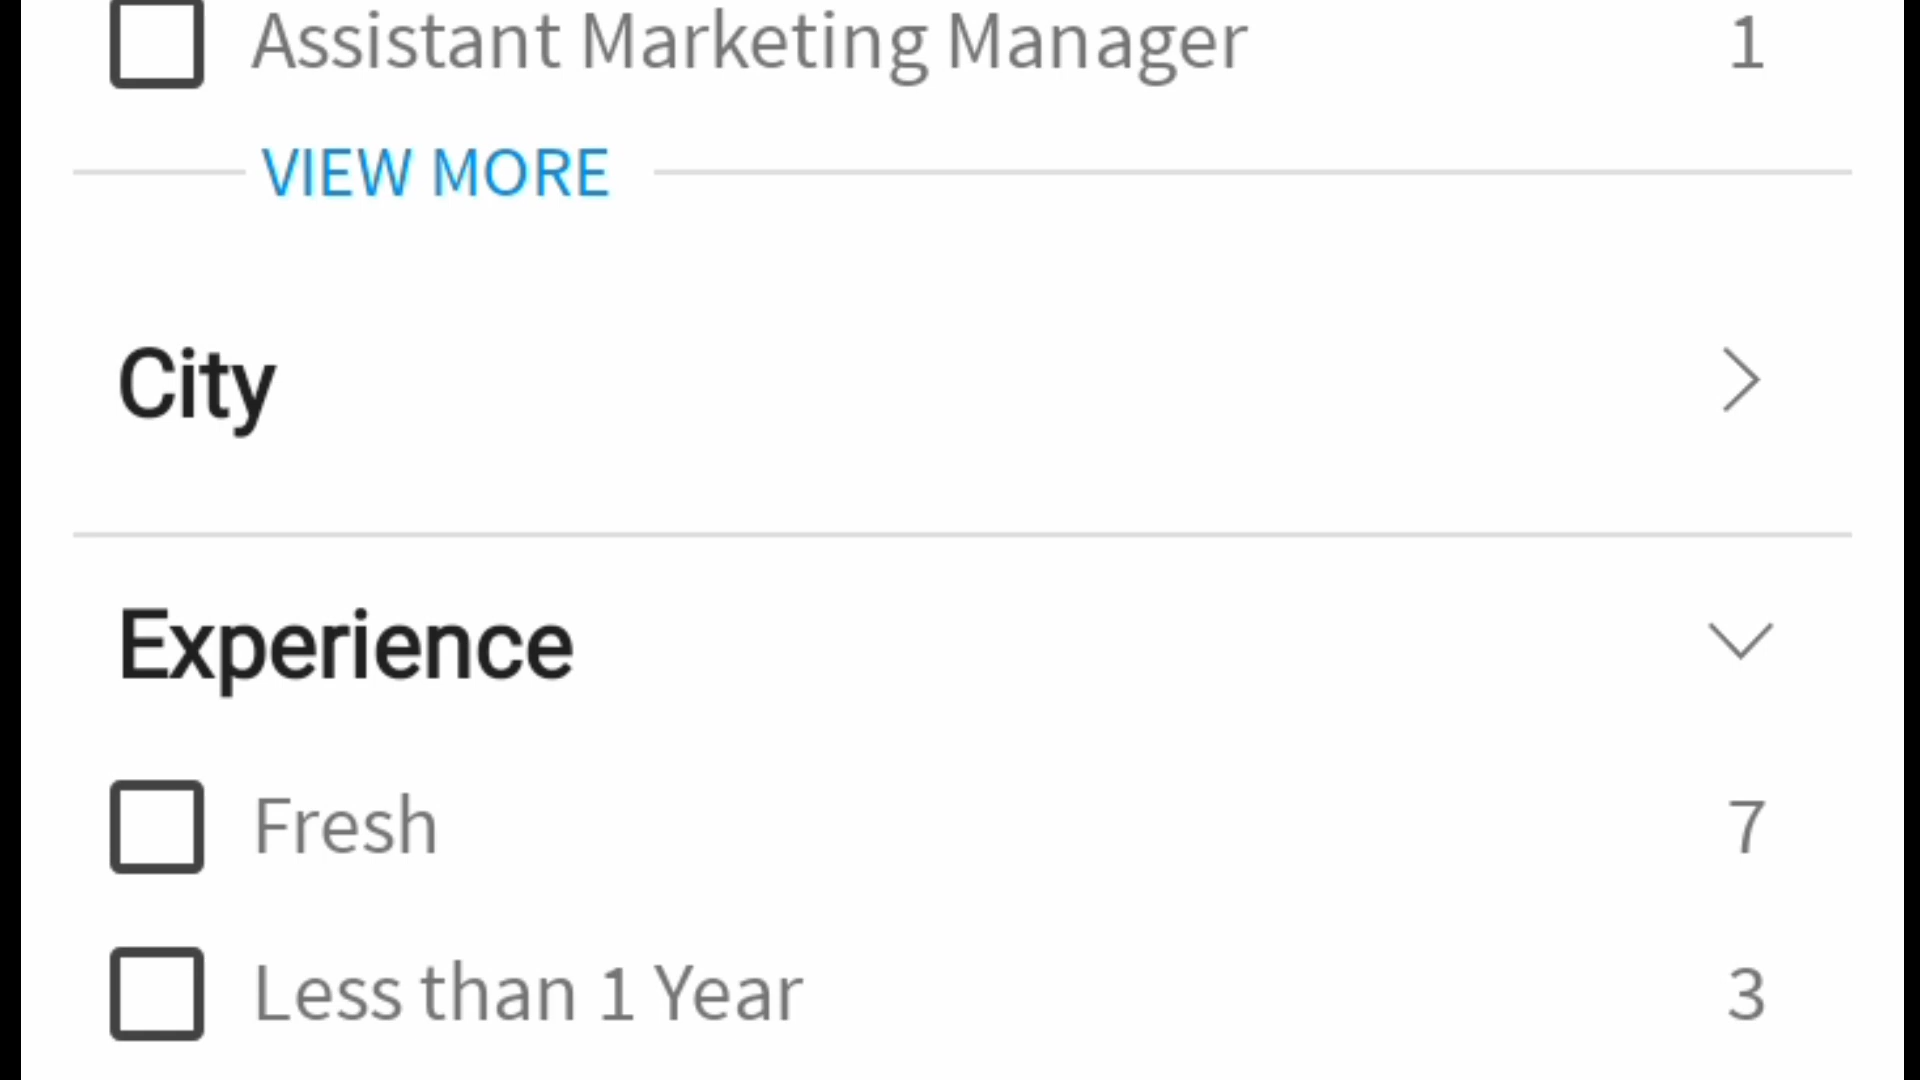 Assistant Marketing Manager 1
VIEW MORE
City
Experience
Fresh 7
Less than 1 Year 3